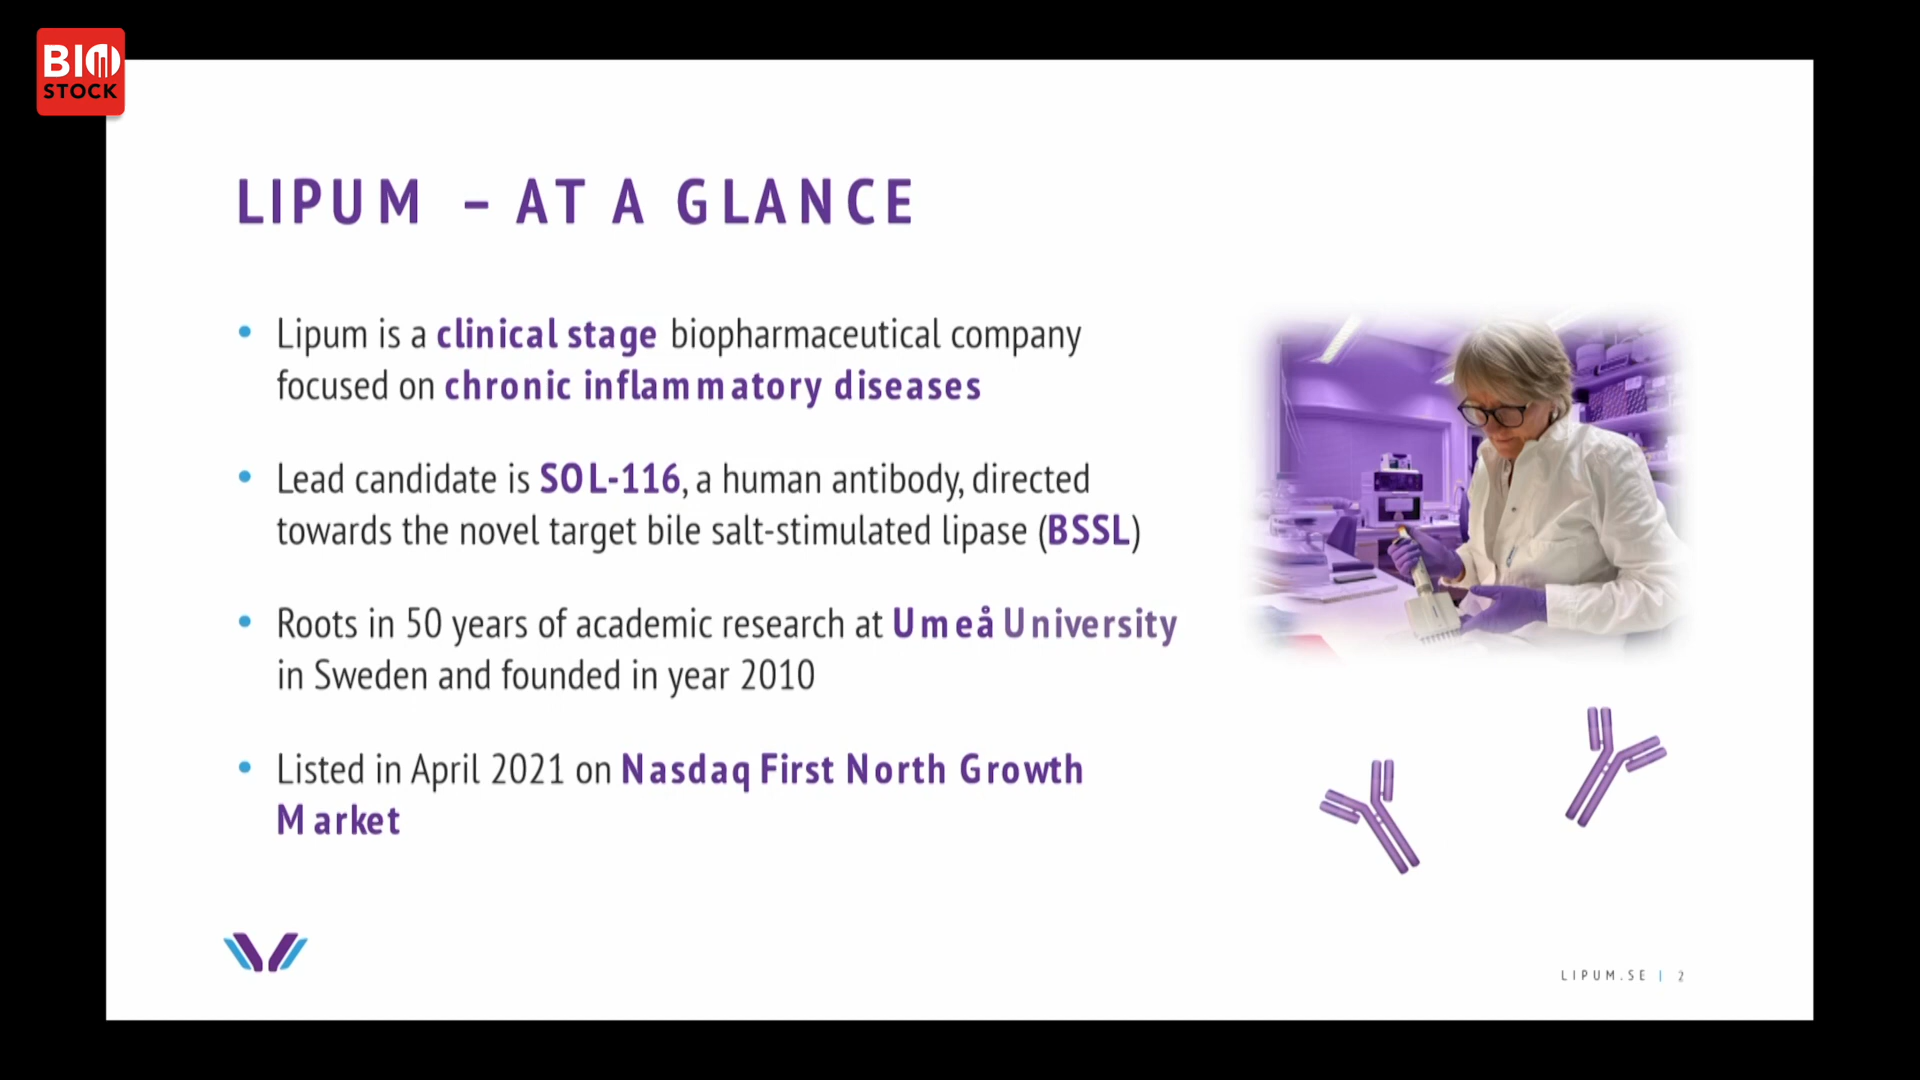 BIO
STOCK
LIPUM – AT A GLANCE
• Lipum is a clinical stage biopharmaceutical company
focused on chronic inflammatory diseases
• Lead candidate is SOL-116, a human antibody, directed
towards the novel target bile salt-stimulated lipase (BSSL)
• Roots in 50 years of academic research at Umeå University
in Sweden and founded in year 2010
• Listed in April 2021 on Nasdaq First North Growth
Market
LIPUM.SE | 2